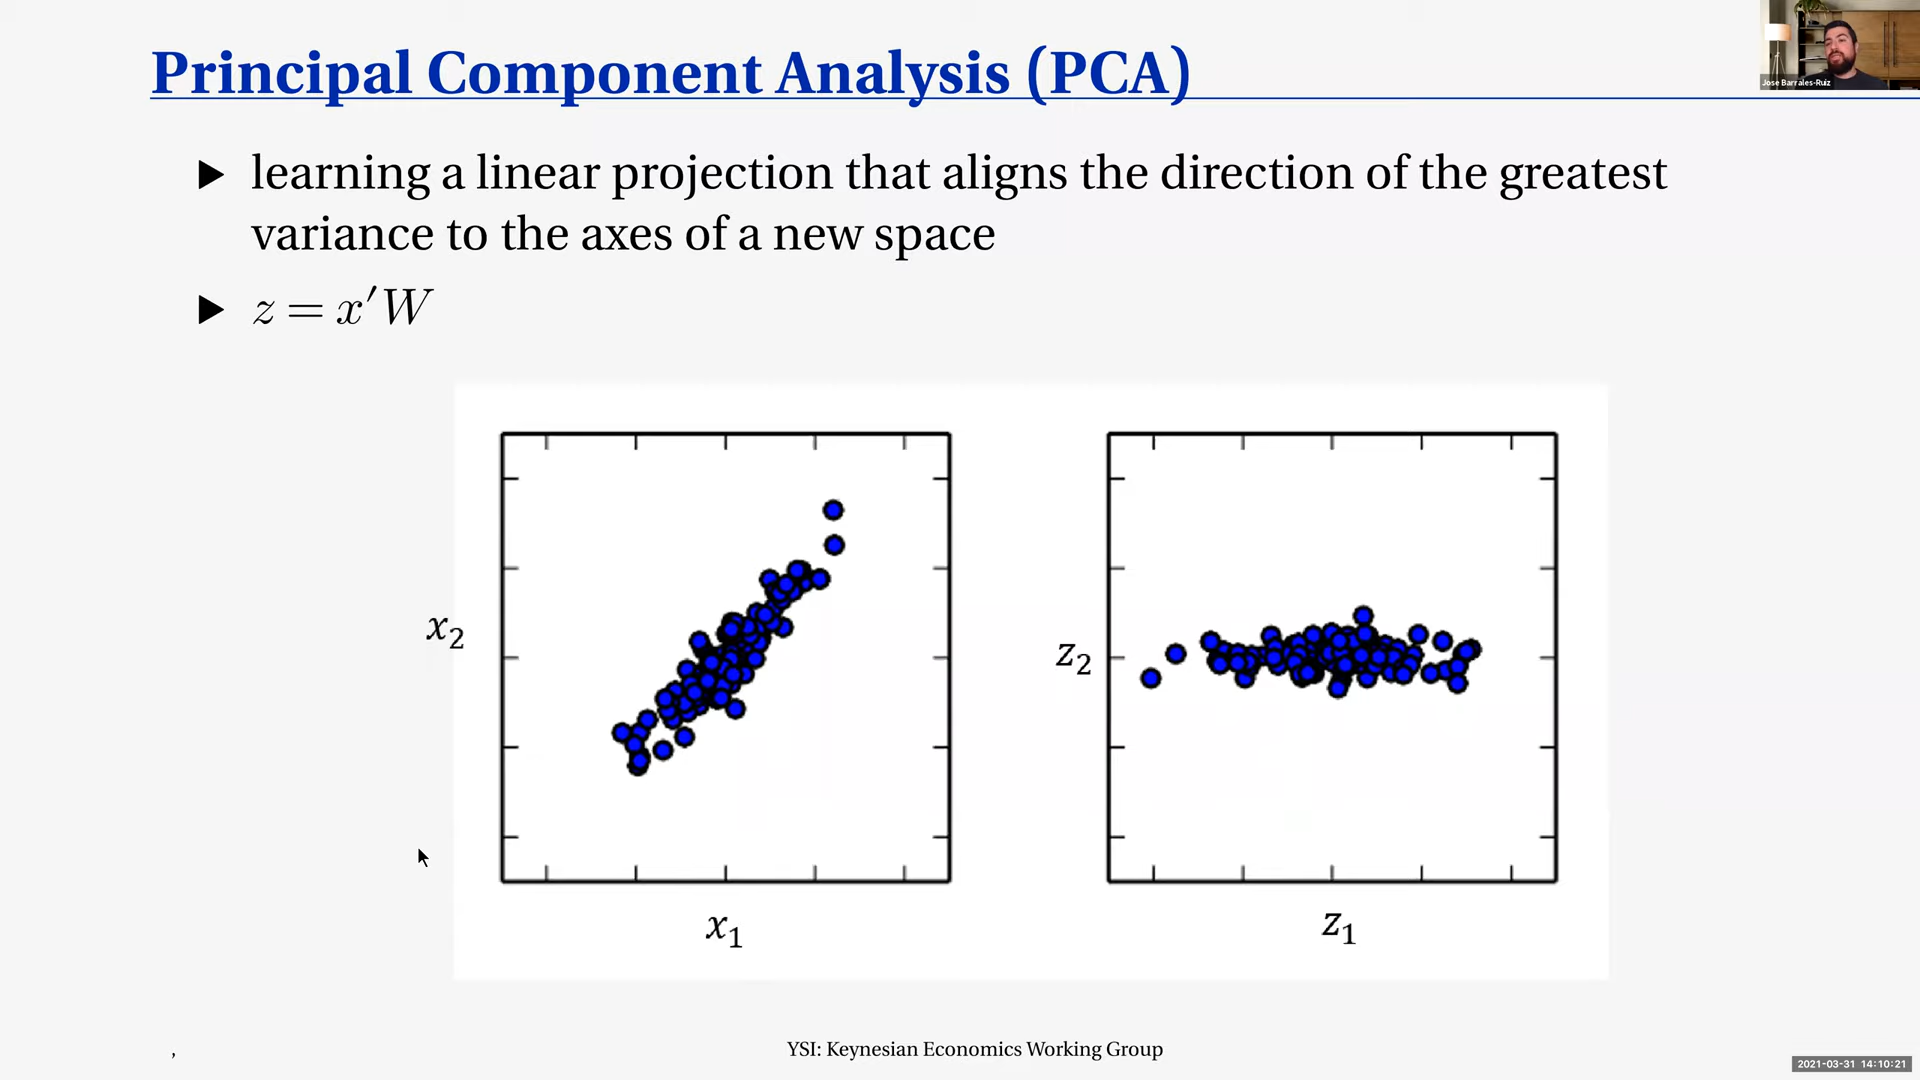 Principal Component Analysis (PCA)
Jose Barrales-Ruiz
▶ learning a linear projection that aligns the direction of the greatest
variance to the axes of a new space
▶ z = x′W
x₂
z₂
x₁
z₁
,
YSI: Keynesian Economics Working Group
2021-03-31 14:10:21